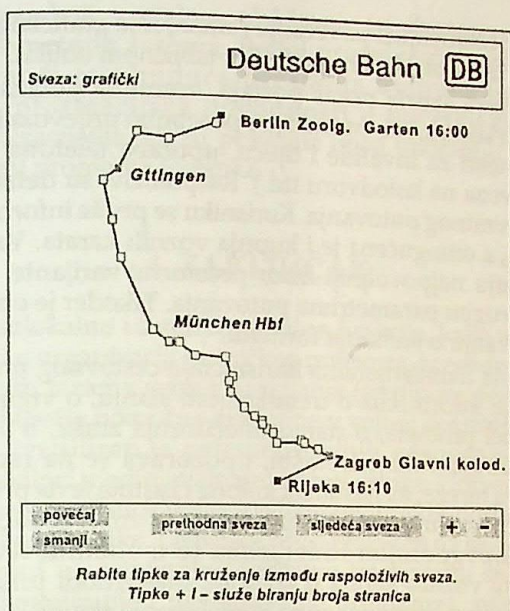 Deutsche Bahn DB
Sveza: grafički
Berlin Zoolg. Garten 16:00
Gttingen
München Hbf
Zagreb Glavni kolod.
Rijeka 16:10
povećaj
prethodna sveza sljedeća sveza + -
smanji
Rabite tipke za kruženje između raspoloživih sveza.
Tipke + i – služe biranju broja stranica